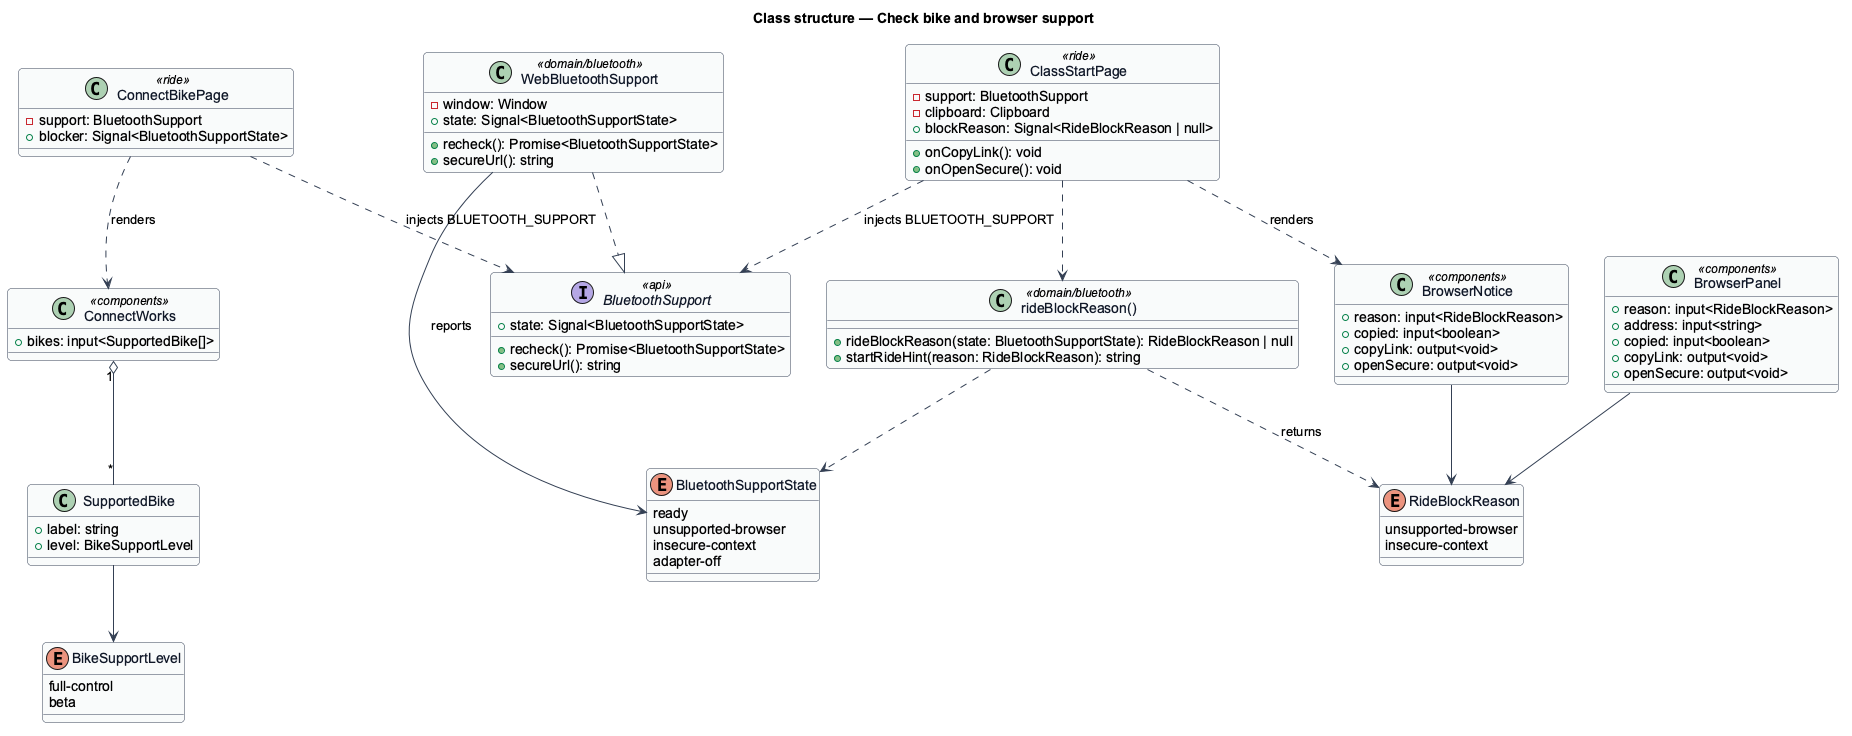 Class structure — Check bike and browser support
«ride»
ConnectBikePage
support: BluetoothSupport
blocker: Signal<BluetoothSupportState>
«domain/bluetooth»
WebBluetoothSupport
window: Window
state: Signal<BluetoothSupportState>
recheck(): Promise<BluetoothSupportState>
secureUrl(): string
«ride»
ClassStartPage
support: BluetoothSupport
clipboard: Clipboard
blockReason: Signal<RideBlockReason | null>
onCopyLink(): void
onOpenSecure(): void
renders
injects BLUETOOTH_SUPPORT
injects BLUETOOTH_SUPPORT
renders
reports
«components»
ConnectWorks
bikes: input<SupportedBike[]>
«api»
BluetoothSupport
state: Signal<BluetoothSupportState>
recheck(): Promise<BluetoothSupportState>
secureUrl(): string
«domain/bluetooth»
rideBlockReason()
rideBlockReason(state: BluetoothSupportState): RideBlockReason | null
startRideHint(reason: RideBlockReason): string
«components»
BrowserNotice
reason: input<RideBlockReason>
copied: input<boolean>
copyLink: output<void>
openSecure: output<void>
«components»
BrowserPanel
reason: input<RideBlockReason>
address: input<string>
copied: input<boolean>
copyLink: output<void>
openSecure: output<void>
1
*
returns
C
SupportedBike
label: string
level: BikeSupportLevel
E
BluetoothSupportState
ready
unsupported-browser
insecure-context
adapter-off
E
RideBlockReason
unsupported-browser
insecure-context
E
BikeSupportLevel
full-control
beta